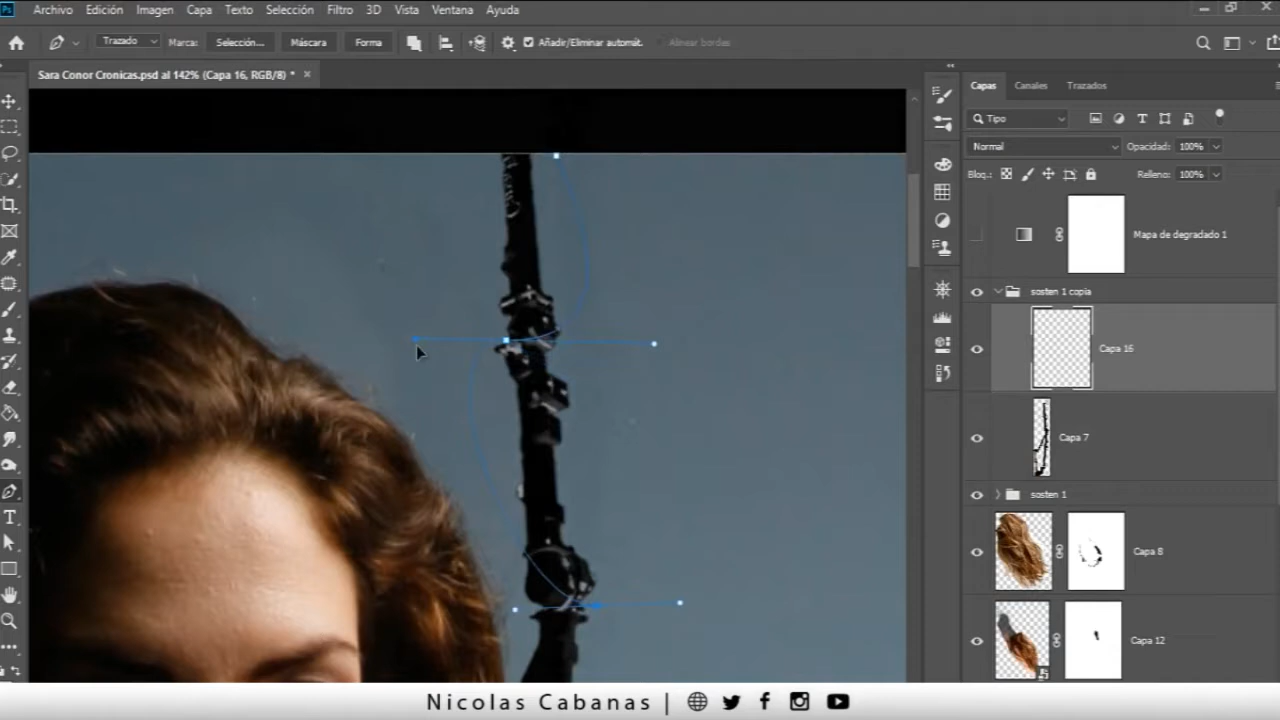 Ps Archivo Edición Imagen Capa Texto Selección Filtro 3D Vista Ventana Ayuda
Trazado Marca: Selección... Máscara Forma Añadir/Eliminar automát. Alinear bordes
Sara Conor Cronicas.psd al 142% (Capa 16, RGB/8) * ×
Capas Canales Trazados
Tipo
Normal Opacidad: 100%
Bloq.: Relleno: 100%
Mapa de degradado 1
sosten 1 copia
Capa 16
Capa 7
sosten 1
Capa 8
Capa 12
Nicolas Cabanas |